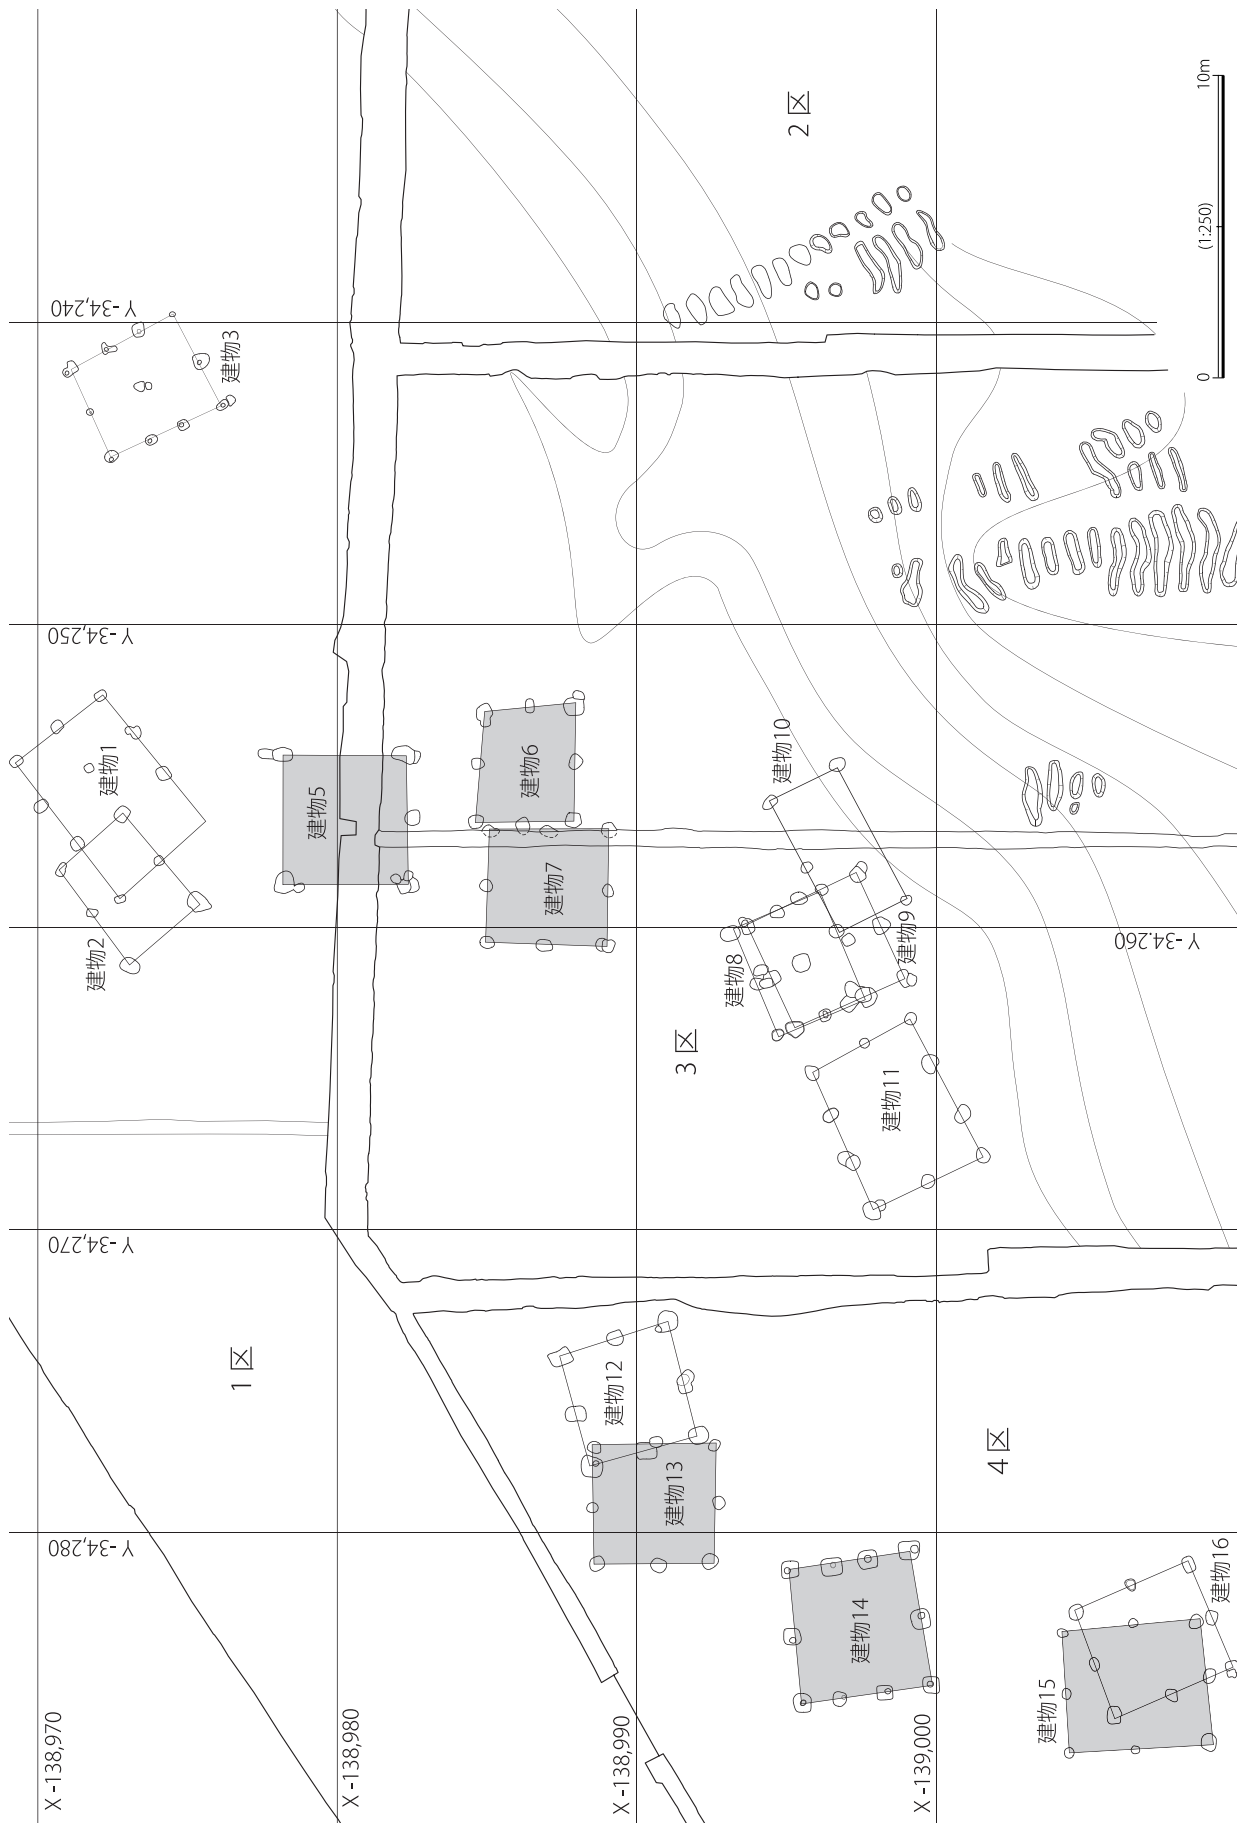 X -138,970
X -138,980
X -138,990
X -139,000
Y -34,240
Y -34,250
Y -34.260
Y -34,270
Y -34,280
1区
2区
3区
4区
建物1
建物2
建物3
建物5
建物6
建物7
建物8
建物9
建物10
建物11
建物12
建物13
建物14
建物15
建物16
0
(1:250)
10m